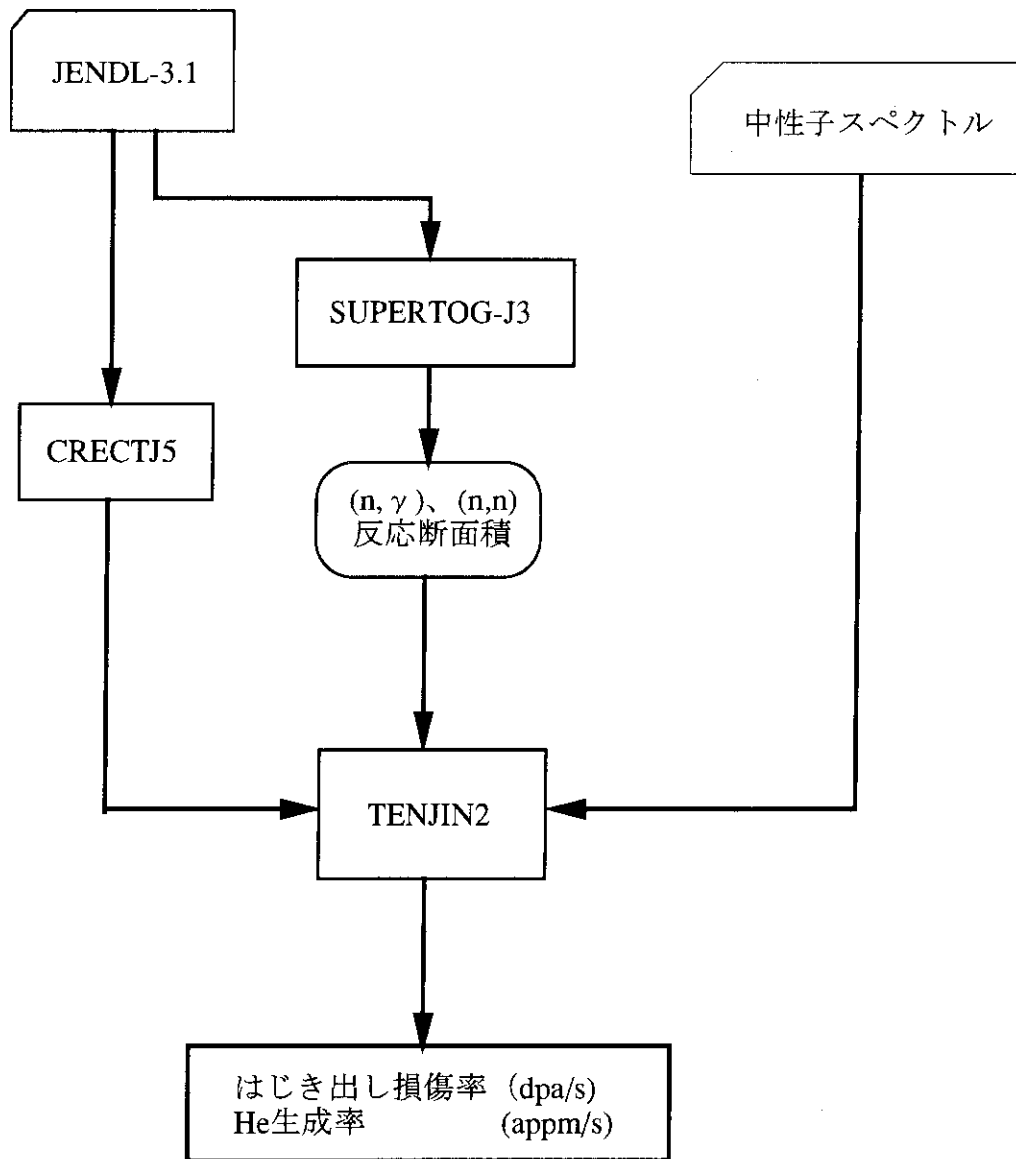 JENDL-3.1
中性子スペクトル
SUPERTOG-J3
CRECTJ5
(n, γ)、(n,n)
反応断面積
TENJIN2
はじき出し損傷率 (dpa/s)
He生成率 (appm/s)